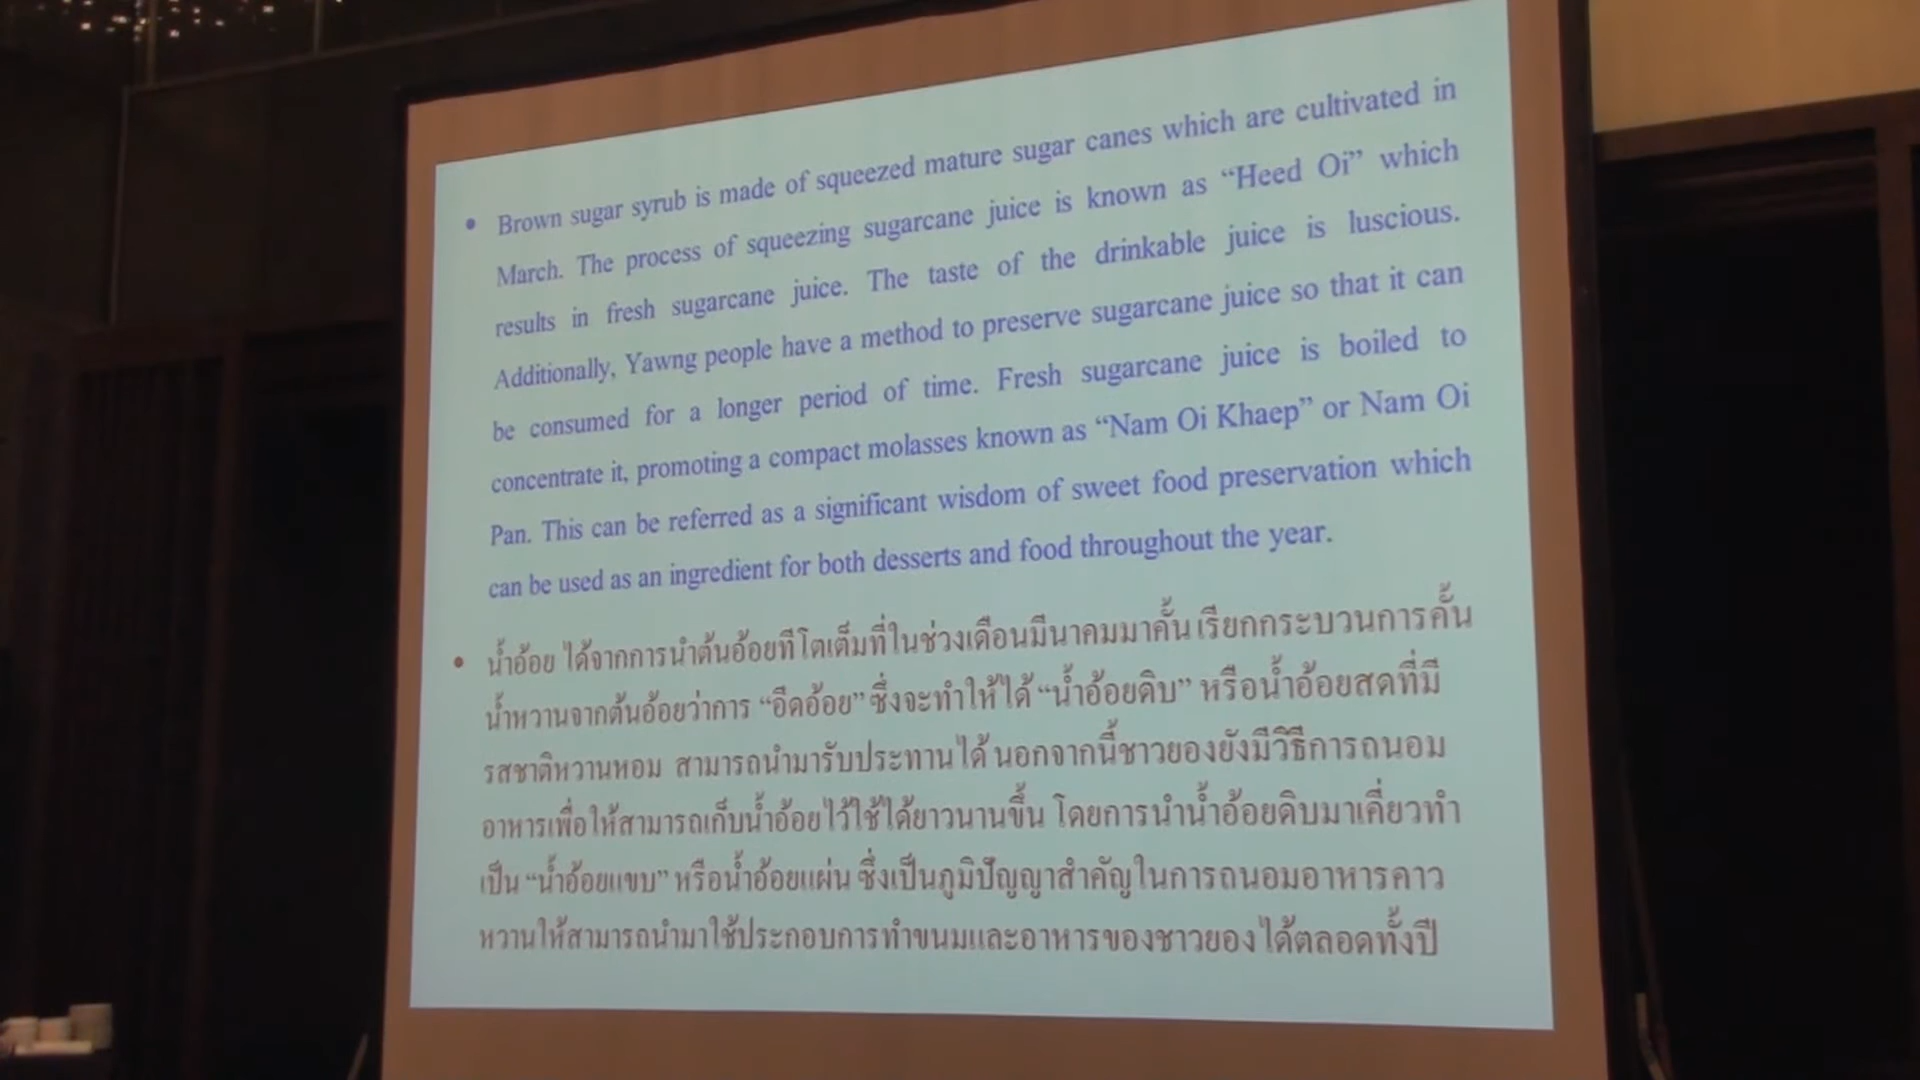 • Brown sugar syrub is made of squeezed mature sugar canes which are cultivated in
March. The process of squeezing sugarcane juice is known as “Heed Oi” which
results in fresh sugarcane juice. The taste of the drinkable juice is luscious.
Additionally, Yawng people have a method to preserve sugarcane juice so that it can
be consumed for a longer period of time. Fresh sugarcane juice is boiled to
concentrate it, promoting a compact molasses known as “Nam Oi Khaep” or Nam Oi
Pan. This can be referred as a significant wisdom of sweet food preservation which
can be used as an ingredient for both desserts and food throughout the year.
• น้ำอ้อย ได้จากการนำต้นอ้อยทีโตเต็มที่ในช่วงเดือนมีนาคมมาคั้น เรียกกระบวนการคั้น
น้ำหวานจากต้นอ้อยว่าการ “ฮีดอ้อย” ซึ่งจะทำให้ได้ “น้ำอ้อยดิบ” หรือน้ำอ้อยสดที่มี
รสชาติหวานหอม สามารถนำมารับประทานได้ นอกจากนี้ชาวยองยังมีวิธีการถนอม
อาหารเพื่อให้สามารถเก็บน้ำอ้อยไว้ใช้ได้ยาวนานขึ้น โดยการนำน้ำอ้อยดิบมาเคี่ยวทำ
เป็น “น้ำอ้อยแขบ” หรือน้ำอ้อยแผ่น ซึ่งเป็นภูมิปัญญาสำคัญในการถนอมอาหารคาว
หวานให้สามารถนำมาใช้ประกอบการทำขนมและอาหารของชาวยองได้ตลอดทั้งปี